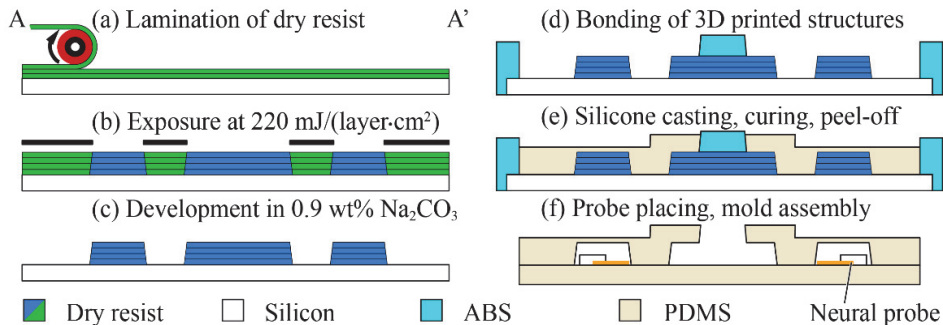 A (a) Lamination of dry resist A'
(b) Exposure at 220 mJ/(layer·cm²)
(c) Development in 0.9 wt% Na₂CO₃
(d) Bonding of 3D printed structures
(e) Silicone casting, curing, peel-off
(f) Probe placing, mold assembly
Dry resist Silicon ABS PDMS Neural probe